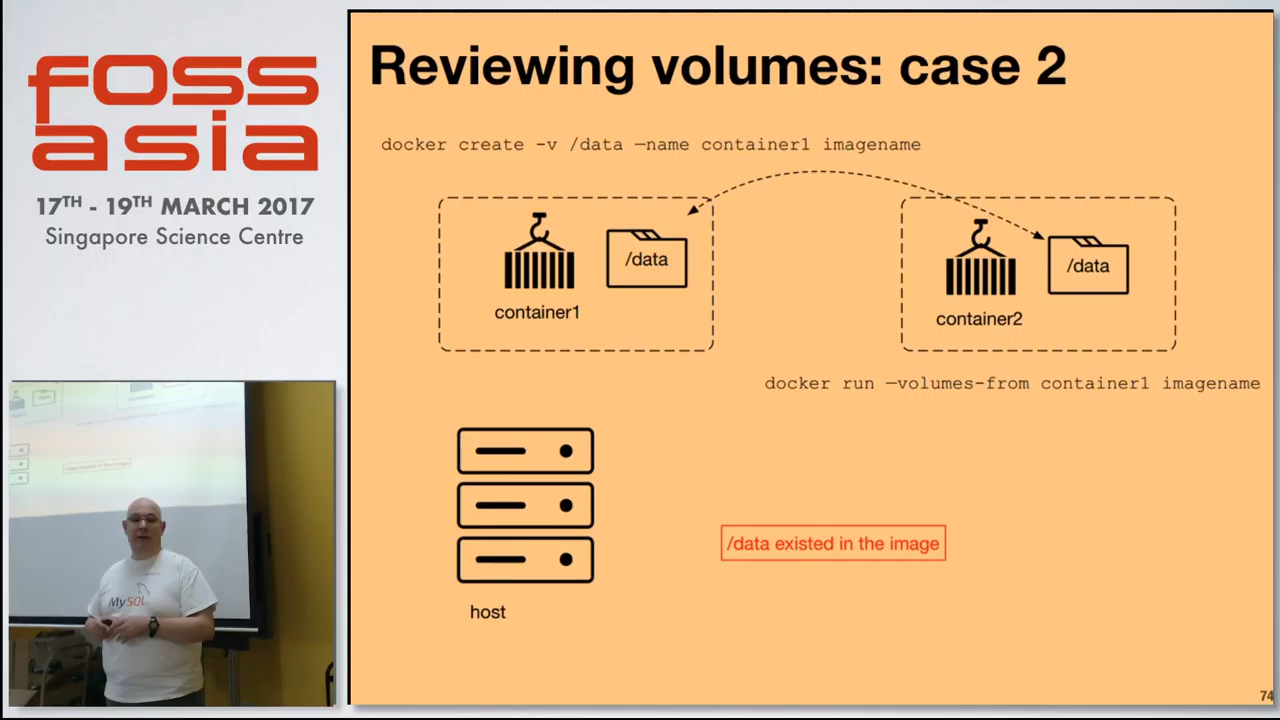 foss
asia
17TH - 19TH MARCH 2017
Singapore Science Centre
Reviewing volumes: case 2
docker create -v /data —name container1 imagename
/data
container1
/data
container2
docker run —volumes-from container1 imagename
/data existed in the image
host
74
MySQL